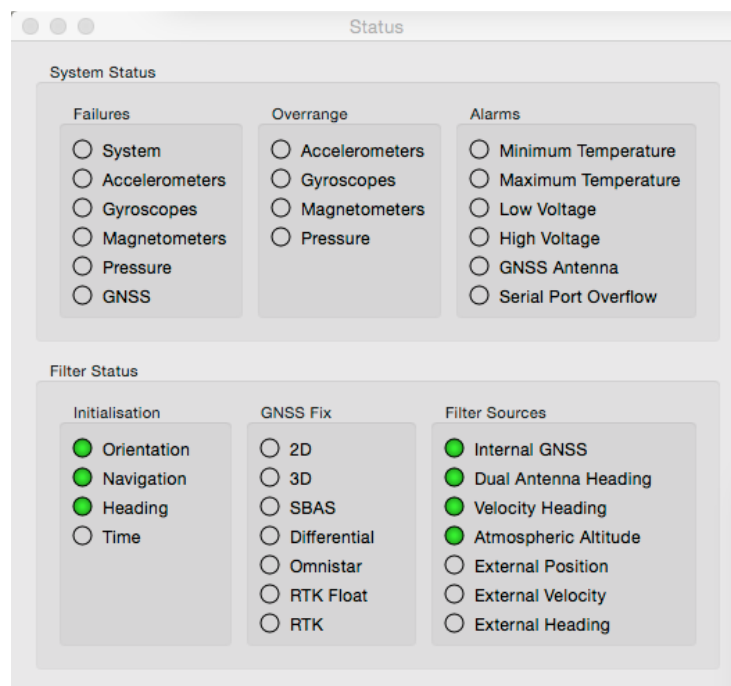 Status
System Status
Failures
System
Accelerometers
Gyroscopes
Magnetometers
Pressure
GNSS
Overrange
Accelerometers
Gyroscopes
Magnetometers
Pressure
Alarms
Minimum Temperature
Maximum Temperature
Low Voltage
High Voltage
GNSS Antenna
Serial Port Overflow
Filter Status
Initialisation
Orientation
Navigation
Heading
Time
GNSS Fix
2D
3D
SBAS
Differential
Omnistar
RTK Float
RTK
Filter Sources
Internal GNSS
Dual Antenna Heading
Velocity Heading
Atmospheric Altitude
External Position
External Velocity
External Heading